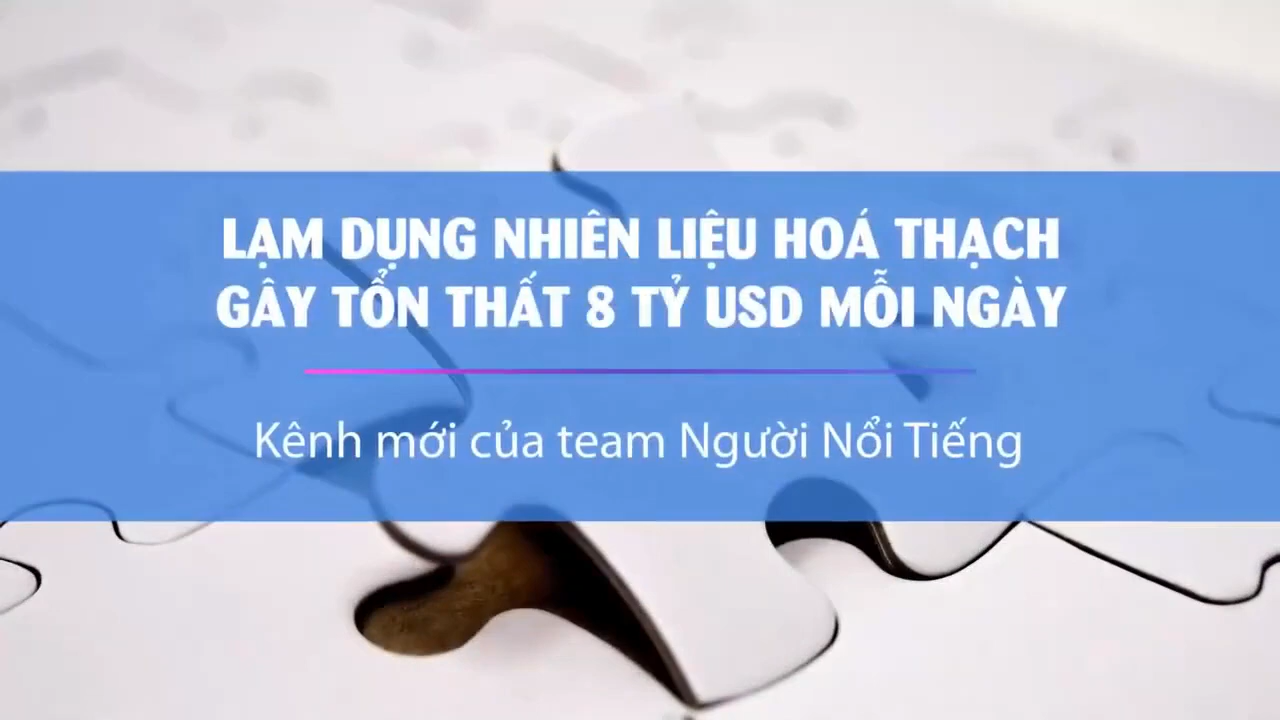 LẠM DỤNG NHIÊN LIỆU HOÁ THẠCH
GÂY TỔN THẤT 8 TỶ USD MỖI NGÀY
Kênh mới của team Người Nổi Tiếng